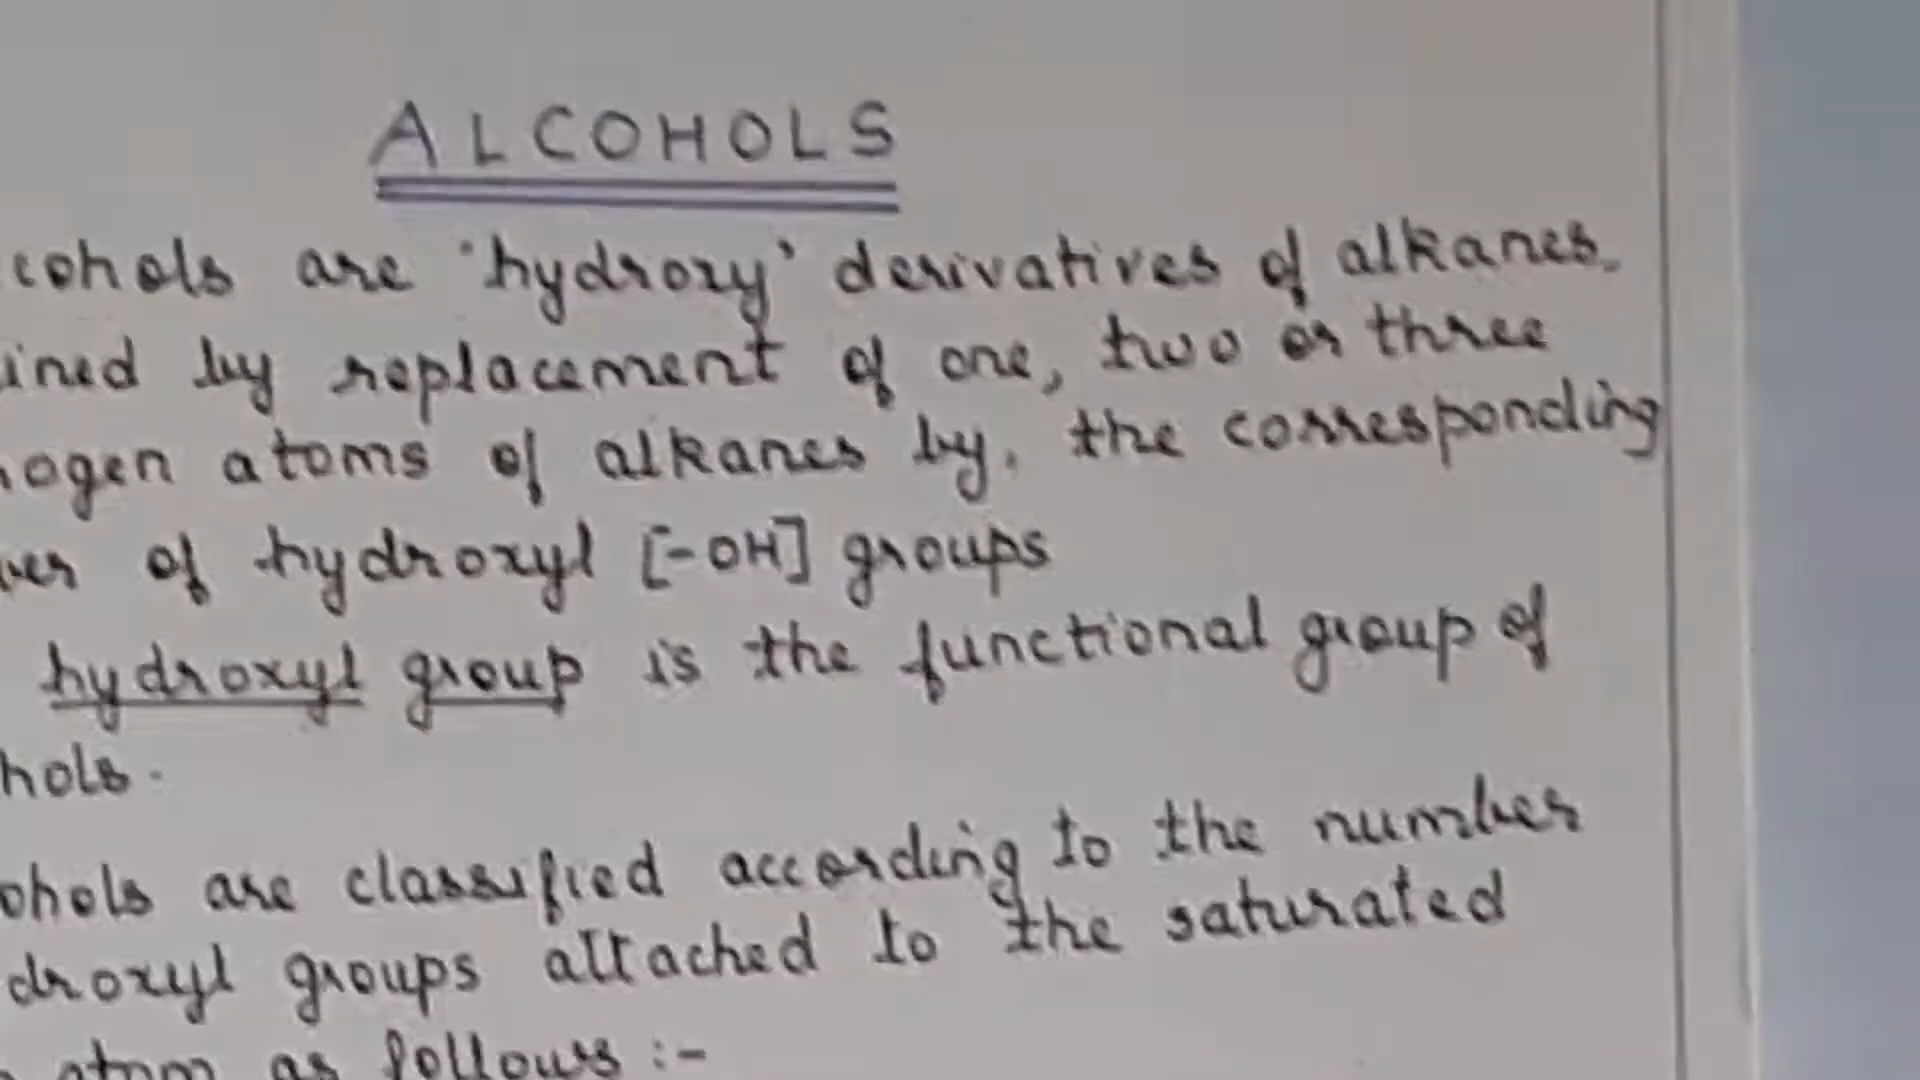 ALCOHOLS
cohols are 'hydroxy' derivatives of alkanes.
ined by replacement of one, two or three
rogen atoms of alkanes by. the corresponding
ber of hydroxyl [-OH] groups
hydroxyl group is the functional group of
hols.
ohols are classified according to the number
droxyl groups attached to the saturated
atom as follows :-